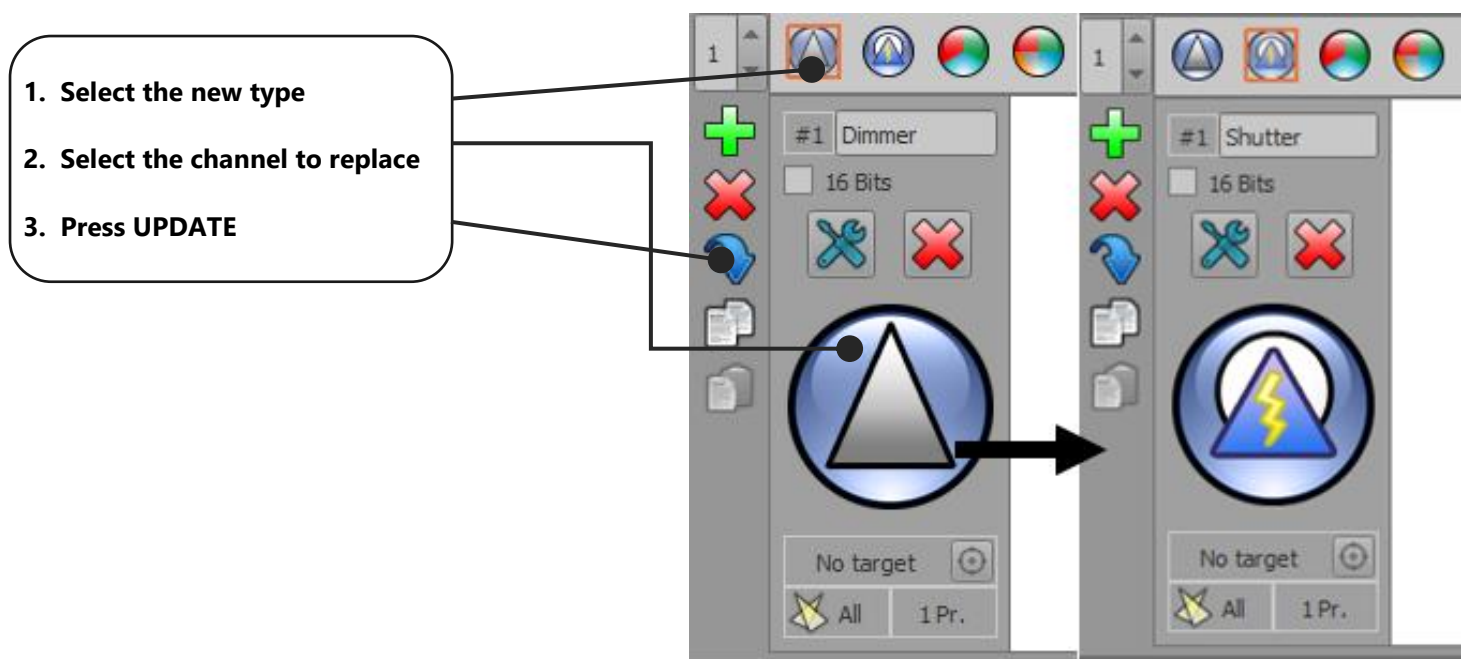 1. Select the new type
2. Select the channel to replace
3. Press UPDATE
1
#1 Dimmer
16 Bits
No target
All 1 Pr.
1
#1 Shutter
16 Bits
No target
All 1 Pr.